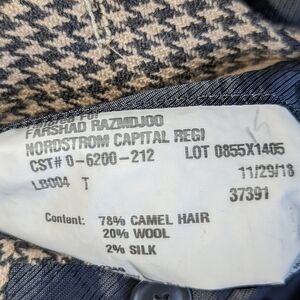 FARSHAD RAZMDJOO
NORDSTROM CAPITAL REGI
CST# 0-6200-212 LOT 0855X1405
LB004 T 11/29/18
37391
Content: 78% CAMEL HAIR
20% WOOL
2% SILK